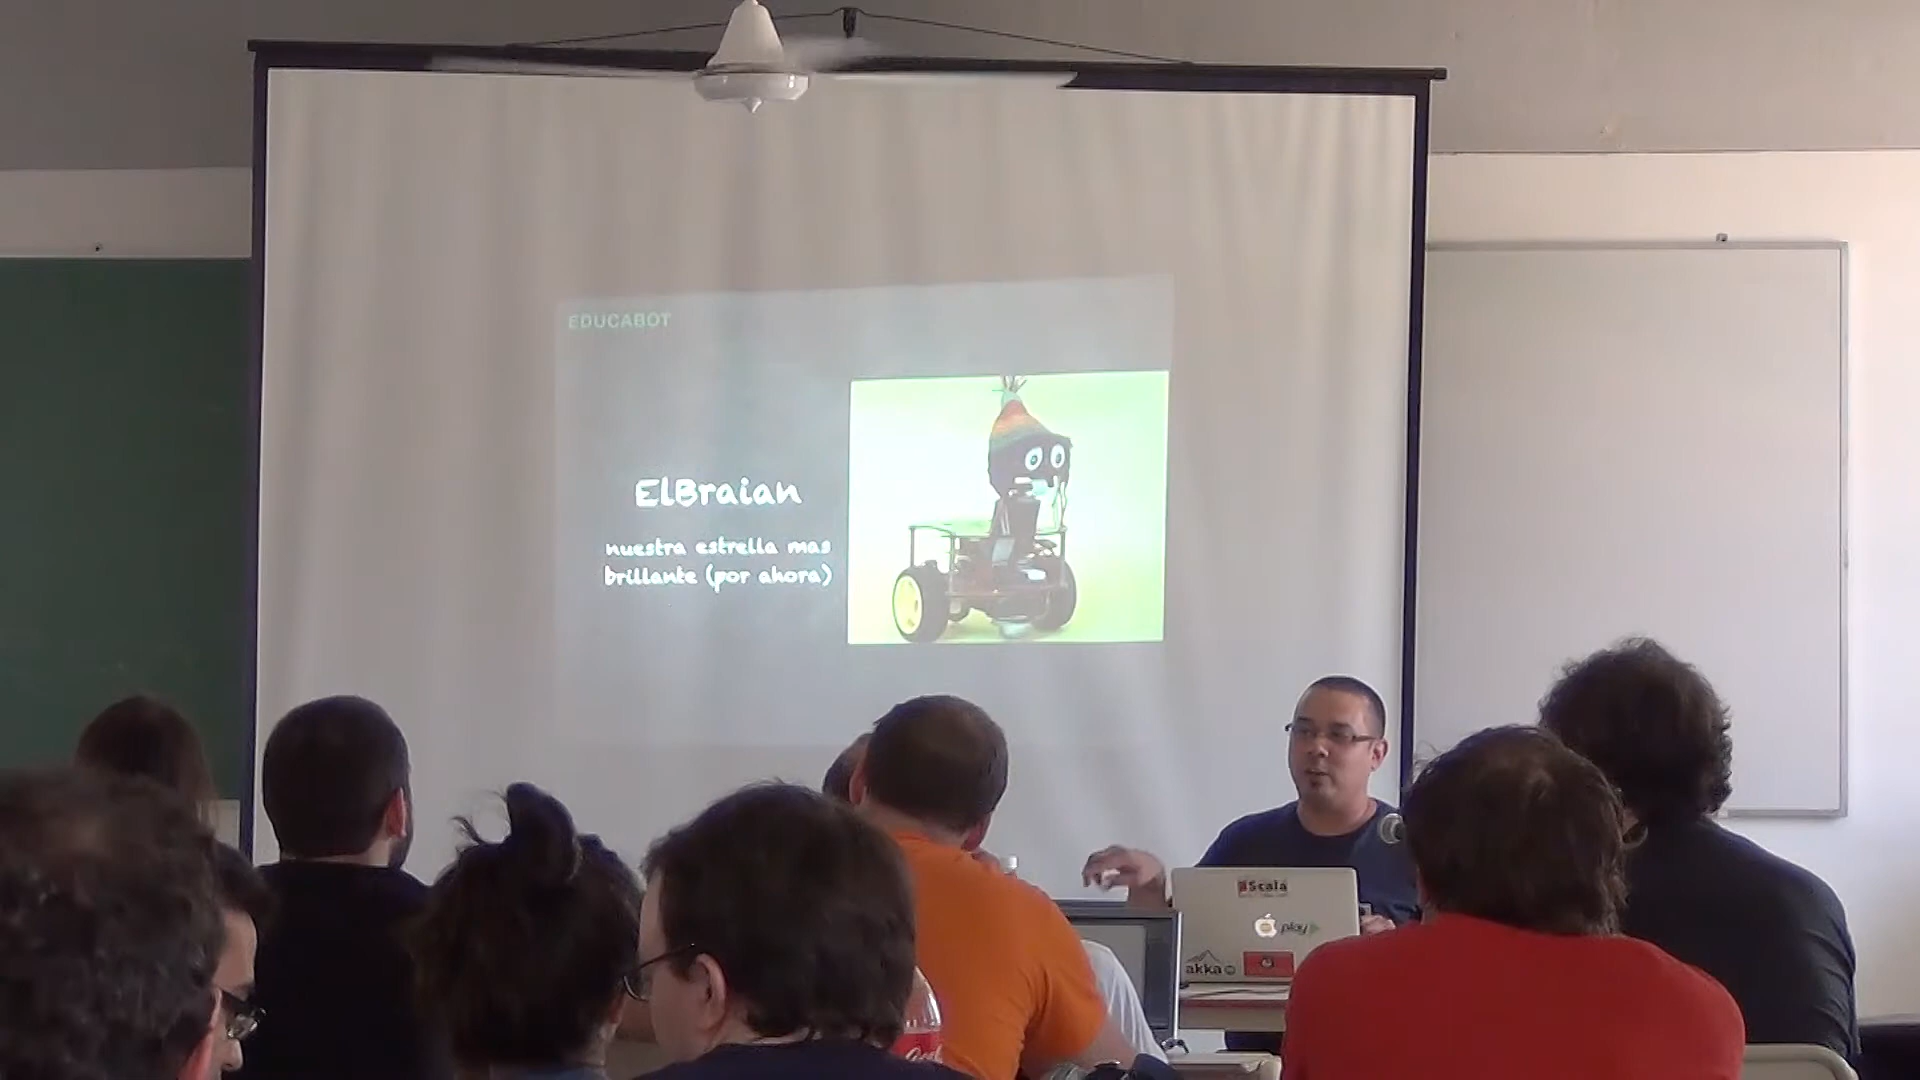 EDUCABOT
ElBraian
nuestra estrella mas
brillante (por ahora)
Scala
play
akka